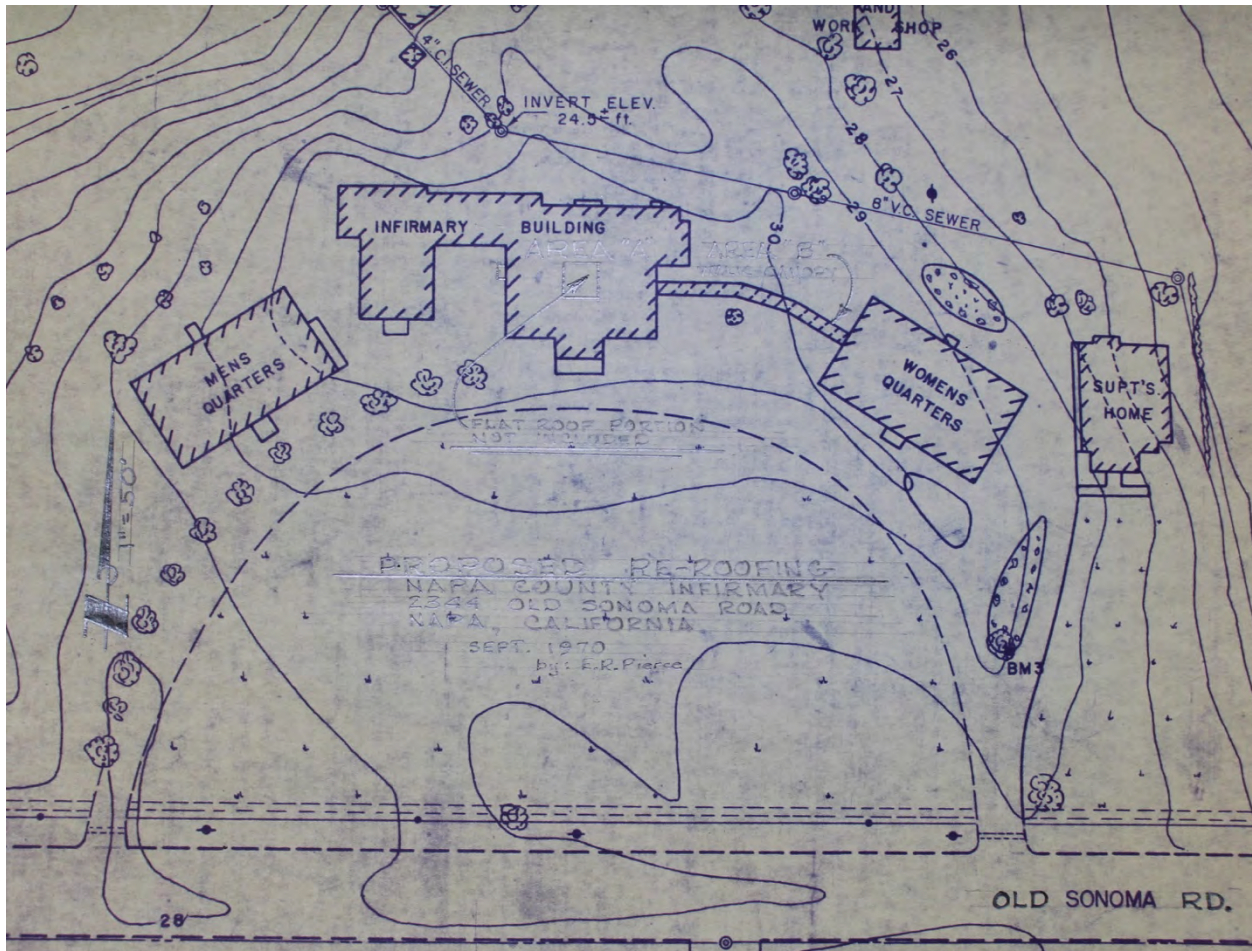 AND
WORK SHOP
26
27
28
29
30
4" C.I. SEWER
INVERT ELEV.
24.5± ft.
8" V.C. SEWER
INFIRMARY BUILDING
AREA "A"
AREA "B"
MENS
QUARTERS
WOMENS
QUARTERS
SUPT'S.
HOME
FLAT ROOF PORTION
NOT INCLUDED
1"=50'
PROPOSED RE-ROOFING
NAPA COUNTY INFIRMARY
2344 OLD SONOMA ROAD
NAPA, CALIFORNIA
SEPT. 1970
by: E.R. Pierce
BM3
OLD SONOMA RD.
28